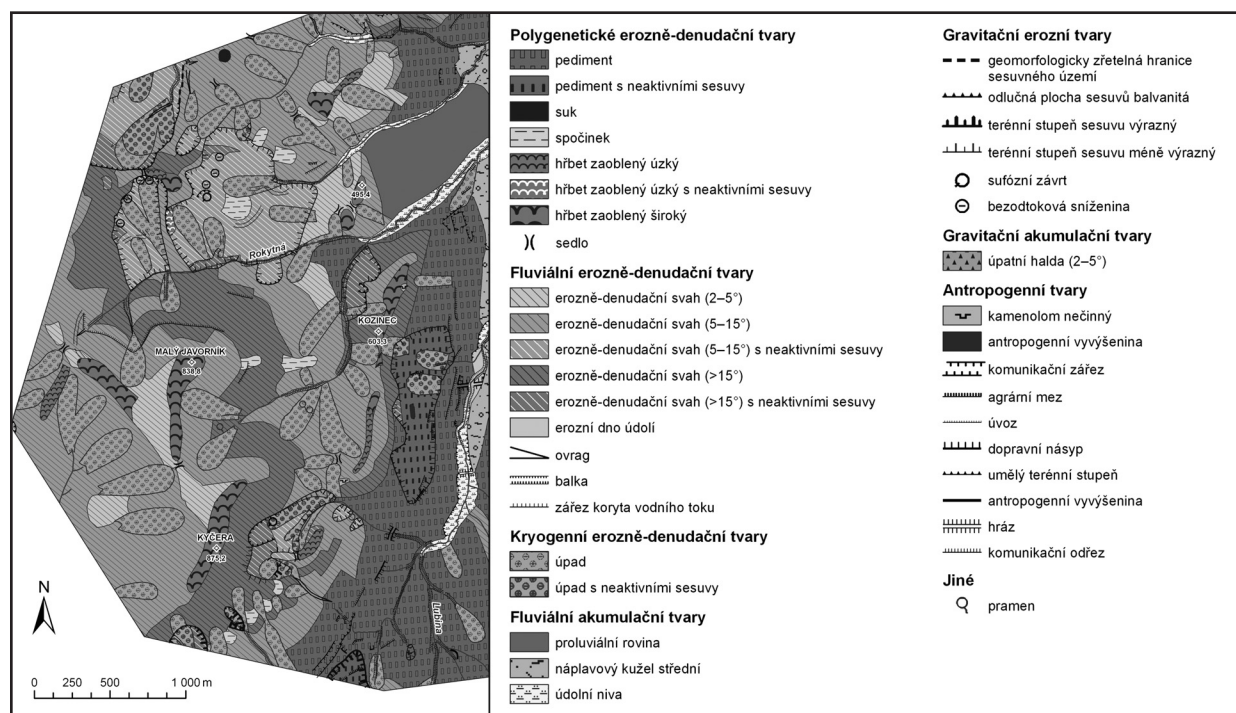 495,4
Rokytná
KOZINEC
603,3
MALÝ JAVORNÍK
838,6
KYČERA
875,2
Lubina
N
0 250 500 1 000 m
Polygenetické erozně-denudační tvary
pediment
pediment s neaktivními sesuvy
suk
spočinek
hřbet zaoblený úzký
hřbet zaoblený úzký s neaktivními sesuvy
hřbet zaoblený široký
sedlo
Fluviální erozně-denudační tvary
erozně-denudační svah (2–5°)
erozně-denudační svah (5–15°)
erozně-denudační svah (5–15°) s neaktivními sesuvy
erozně-denudační svah (>15°)
erozně-denudační svah (>15°) s neaktivními sesuvy
erozní dno údolí
ovrag
balka
zářez koryta vodního toku
Kryogenní erozně-denudační tvary
úpad
úpad s neaktivními sesuvy
Fluviální akumulační tvary
proluviální rovina
náplavový kužel střední
údolní niva
Gravitační erozní tvary
geomorfologicky zřetelná hranice
sesuvného území
odlučná plocha sesuvů balvanitá
terénní stupeň sesuvu výrazný
terénní stupeň sesuvu méně výrazný
sufózní závrt
bezodtoková sníženina
Gravitační akumulační tvary
úpatní halda (2–5°)
Antropogenní tvary
kamenolom nečinný
antropogenní vyvýšenina
komunikační zářez
agrární mez
úvoz
dopravní násyp
umělý terénní stupeň
antropogenní vyvýšenina
hráz
komunikační odřez
Jiné
pramen